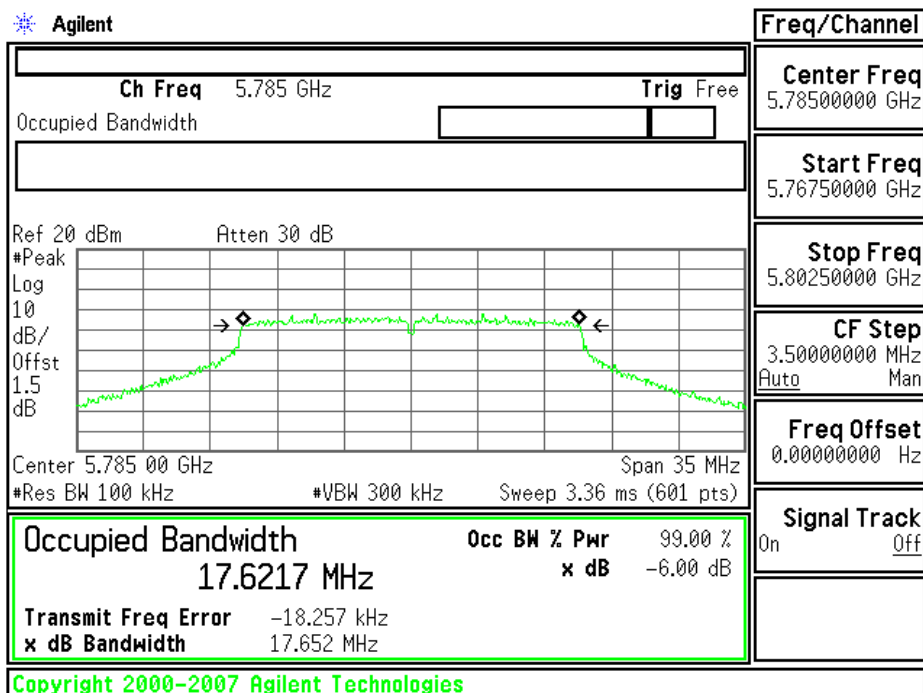 Agilent
Freq/Channel
Ch Freq 5.785 GHz Trig Free
Occupied Bandwidth
Center Freq
5.78500000 GHz
Start Freq
5.76750000 GHz
Stop Freq
5.80250000 GHz
CF Step
3.50000000 MHz
Auto Man
Freq Offset
0.00000000 Hz
Signal Track
On Off
Ref 20 dBm Atten 30 dB
#Peak
Log
10
dB/
Offst
1.5
dB
Center 5.785 00 GHz Span 35 MHz
#Res BW 100 kHz #VBW 300 kHz Sweep 3.36 ms (601 pts)
Occupied Bandwidth Occ BW % Pwr 99.00 %
17.6217 MHz x dB -6.00 dB
Transmit Freq Error -18.257 kHz
x dB Bandwidth 17.652 MHz
Copyright 2000-2007 Agilent Technologies